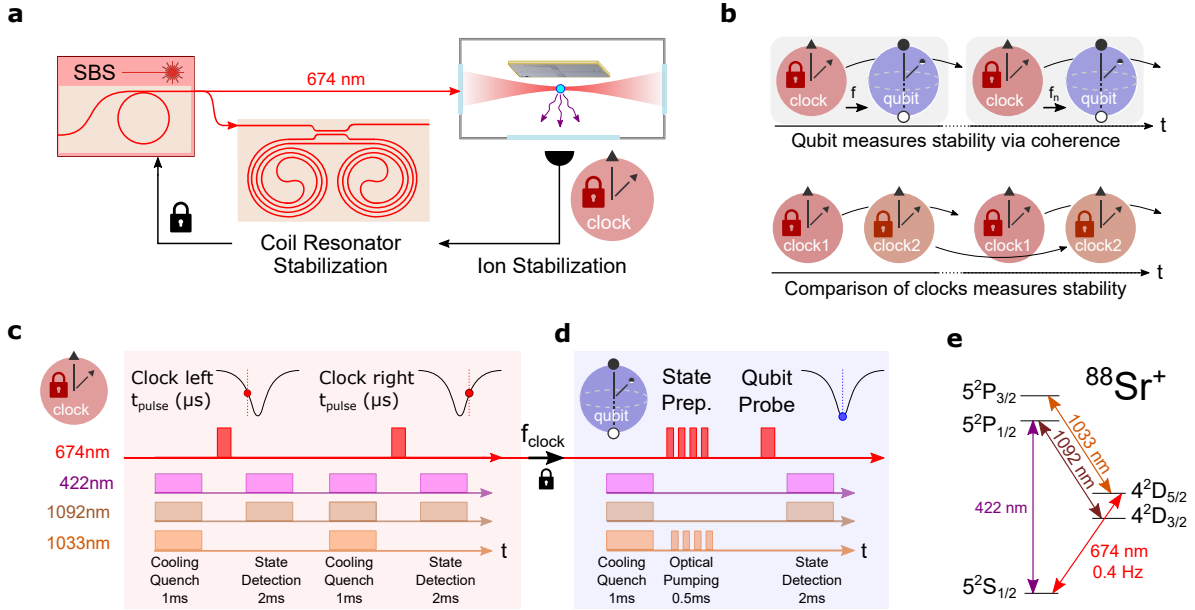 a
SBS
674 nm
clock
Coil Resonator
Stabilization
Ion Stabilization
b
clock
f
qubit
clock
fn
qubit
t
Qubit measures stability via coherence
clock1
clock2
clock1
clock2
t
Comparison of clocks measures stability
c
clock
Clock left
tpulse (µs)
Clock right
tpulse (µs)
674nm
422nm
1092nm
1033nm
t
Cooling
Quench
1ms
State
Detection
2ms
Cooling
Quench
1ms
State
Detection
2ms
fclock
d
qubit
State
Prep.
Qubit
Probe
t
Cooling
Quench
1ms
Optical
Pumping
0.5ms
State
Detection
2ms
e
88Sr+
5²P3/2
5²P1/2
1033 nm
1092 nm
4²D5/2
4²D3/2
422 nm
674 nm
0.4 Hz
5²S1/2